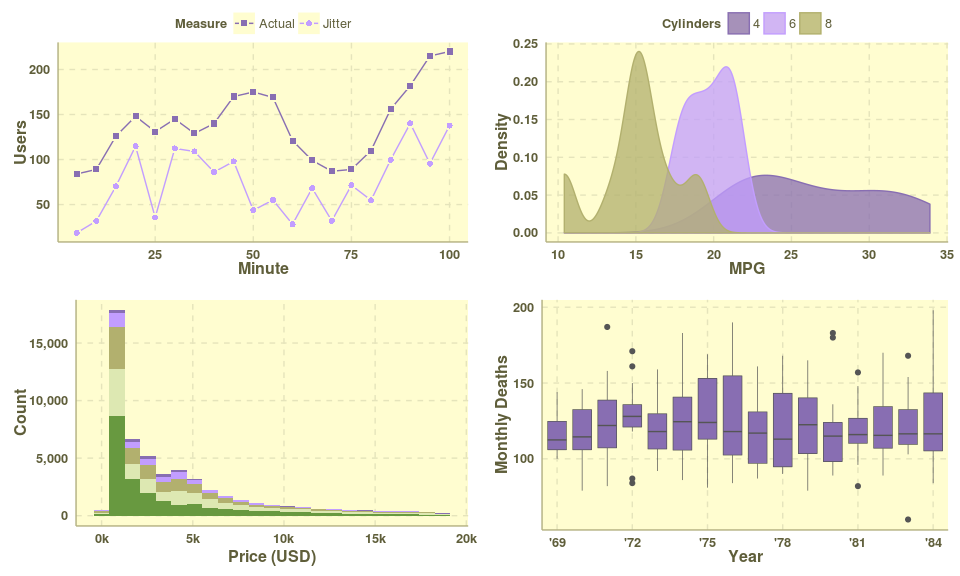 Measure Actual Jitter
Users
200
150
100
50
25 50 75 100
Minute
Cylinders 4 6 8
Density
0.25
0.20
0.15
0.10
0.05
0.00
10 15 20 25 30 35
MPG
Count
15,000
10,000
5,000
0
0k 5k 10k 15k 20k
Price (USD)
Monthly Deaths
200
150
100
'69 '72 '75 '78 '81 '84
Year